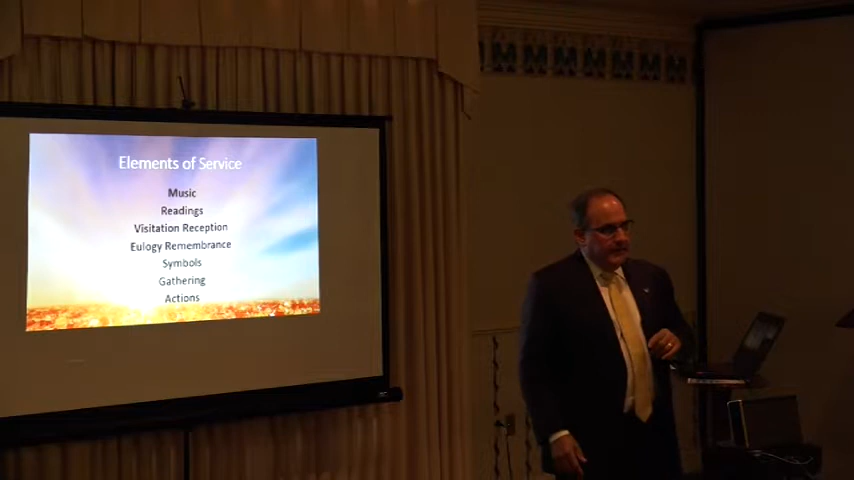 Elements of Service
Music
Readings
Visitation Reception
Eulogy Remembrance
Symbols
Gathering
Actions